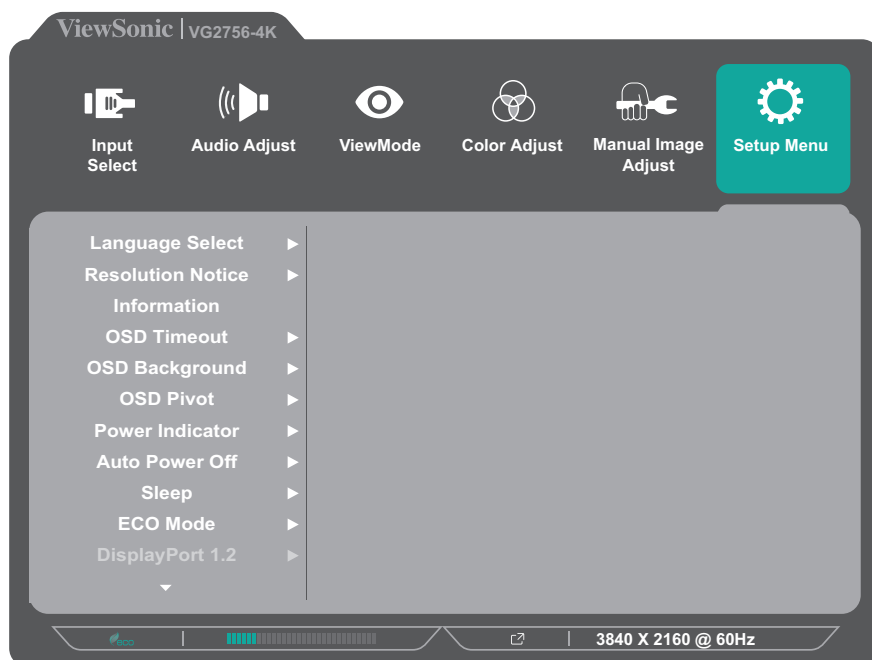 ViewSonic | VG2756-4K
Input Select
Audio Adjust
ViewMode
Color Adjust
Manual Image Adjust
Setup Menu
Language Select
Resolution Notice
Information
OSD Timeout
OSD Background
OSD Pivot
Power Indicator
Auto Power Off
Sleep
ECO Mode
DisplayPort 1.2
eco
3840 X 2160 @ 60Hz